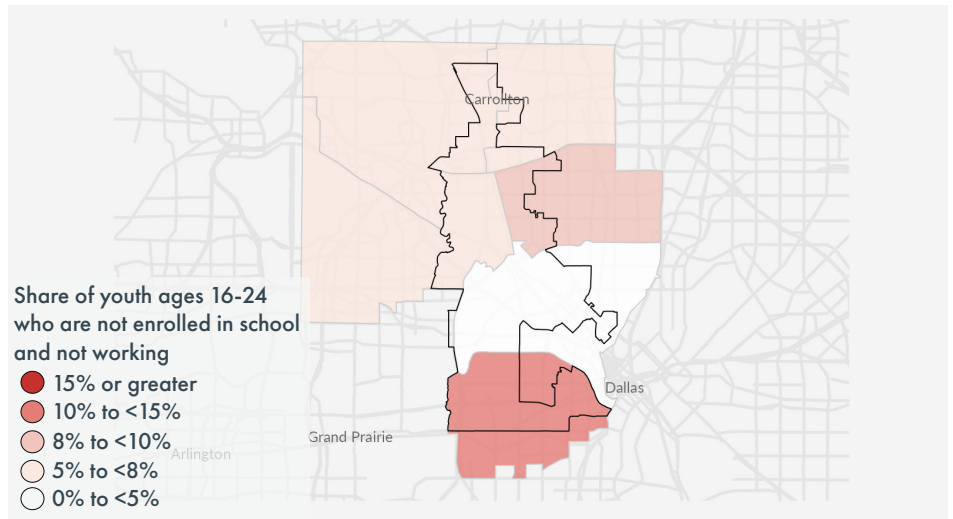 Carrollton
Share of youth ages 16-24
who are not enrolled in school
and not working
15% or greater
10% to <15%
8% to <10%
5% to <8%
0% to <5%
Dallas
Grand Prairie
Arlington